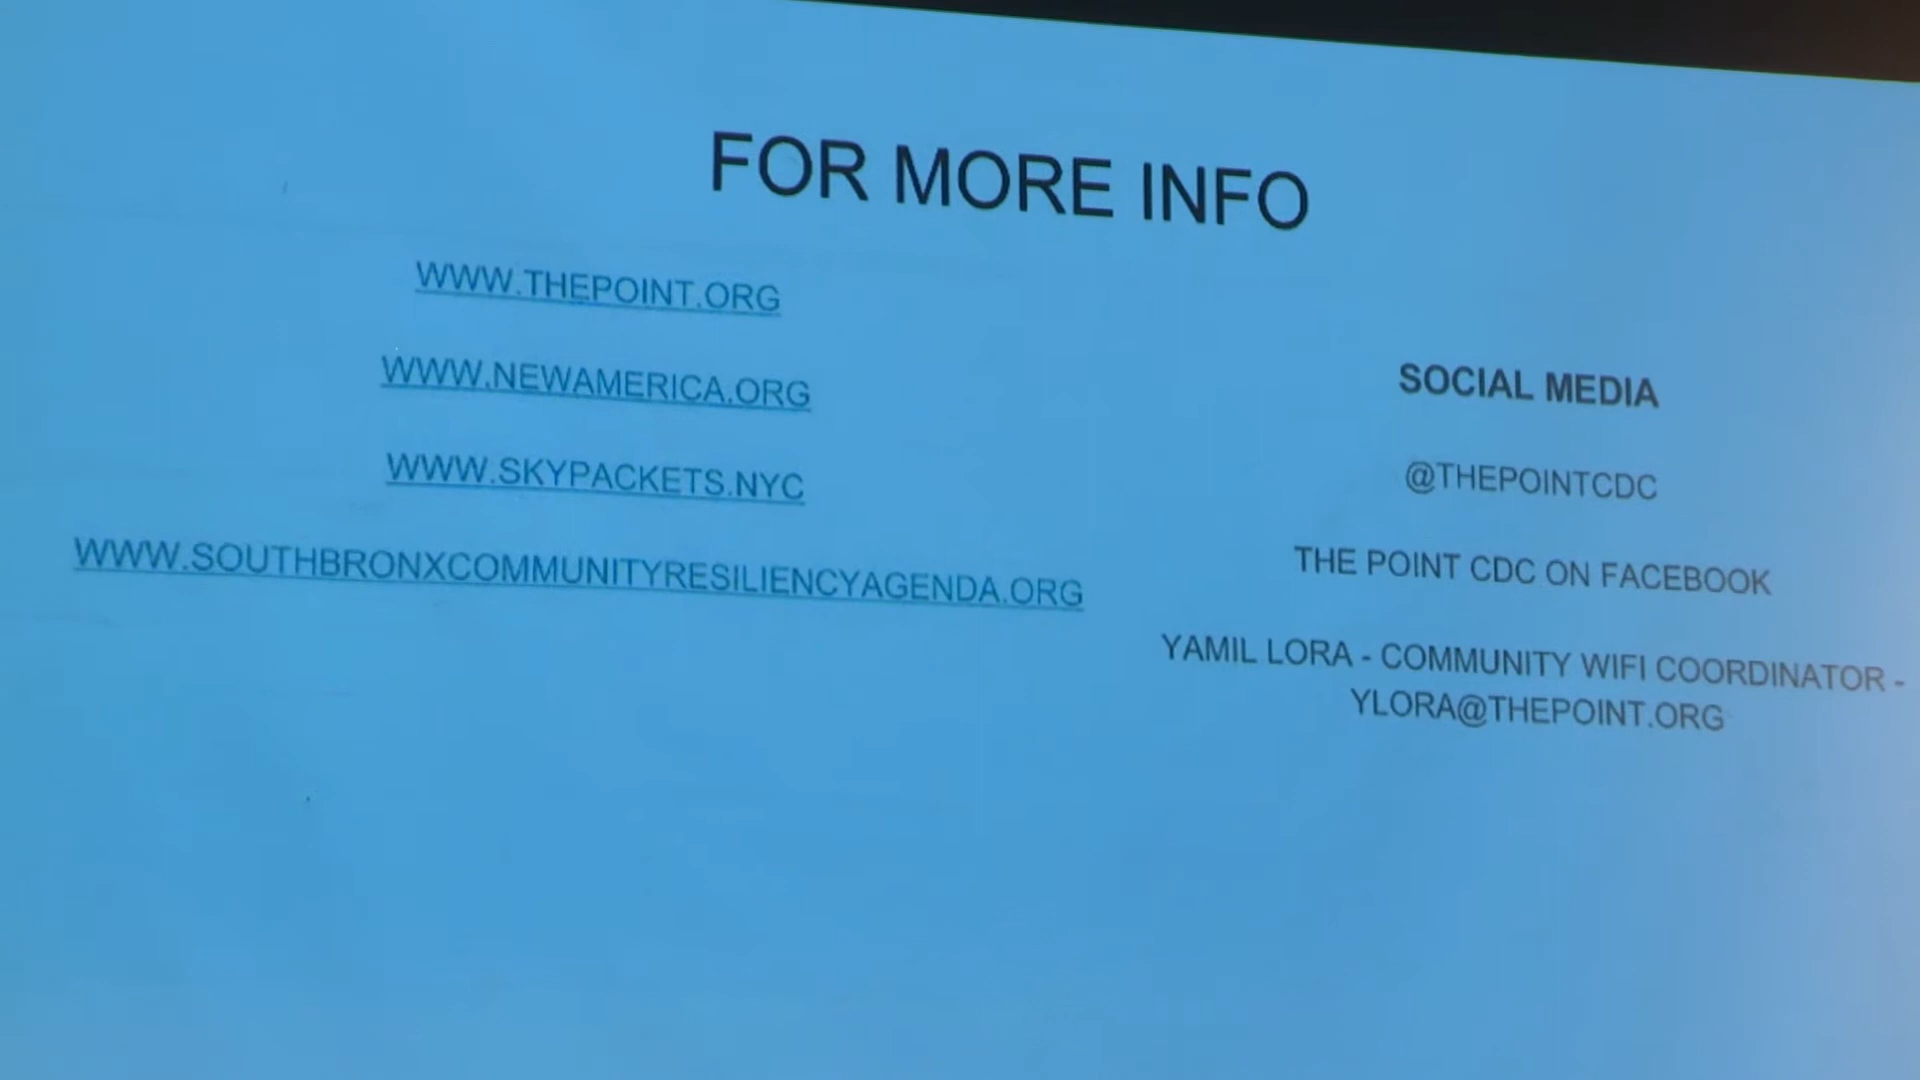 FOR MORE INFO
WWW.THEPOINT.ORG
WWW.NEWAMERICA.ORG
WWW.SKYPACKETS.NYC
WWW.SOUTHBRONXCOMMUNITYRESILIENCYAGENDA.ORG
SOCIAL MEDIA
@THEPOINTCDC
THE POINT CDC ON FACEBOOK
YAMIL LORA - COMMUNITY WIFI COORDINATOR -
YLORA@THEPOINT.ORG